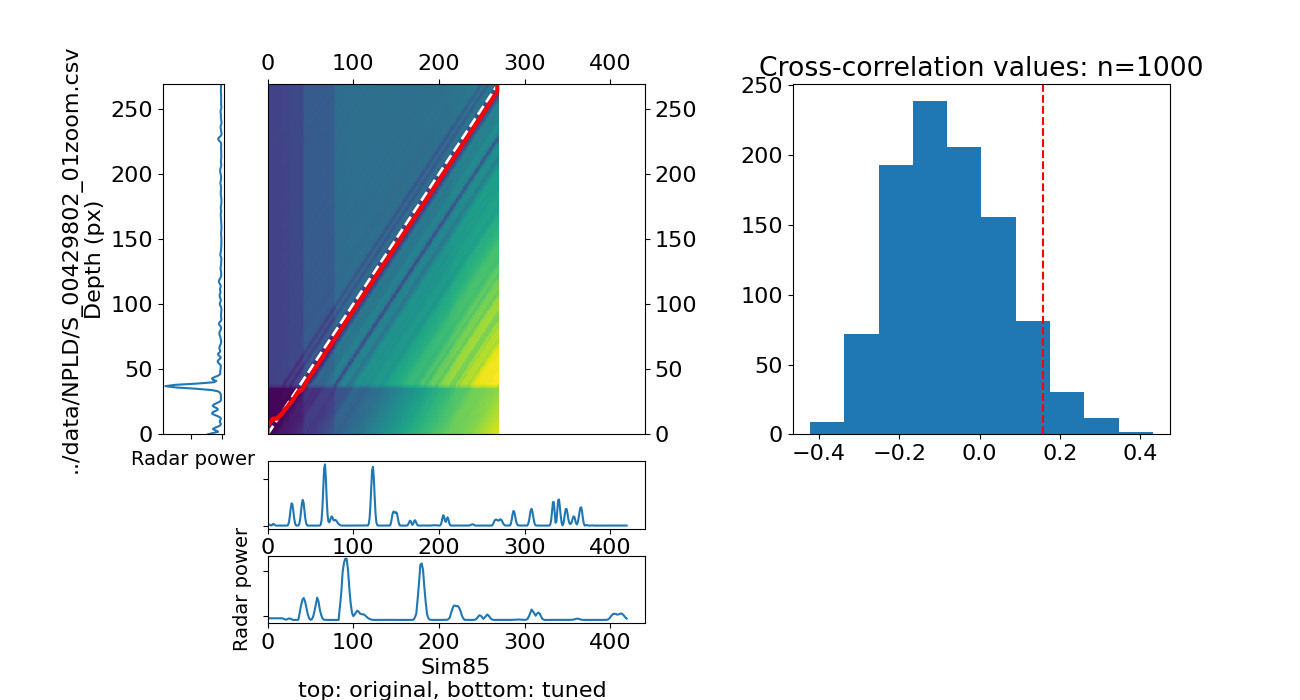 ../data/NPLD/S_00429802_01zoom.csv
Depth (px)
0 50 100 150 200 250
Radar power
0 100 200 300 400
0 50 100 150 200 250
0 100 200 300 400
Radar power
0 100 200 300 400
Sim85
top: original, bottom: tuned
Cross-correlation values: n=1000
0 50 100 150 200 250
−0.4 −0.2 0.0 0.2 0.4